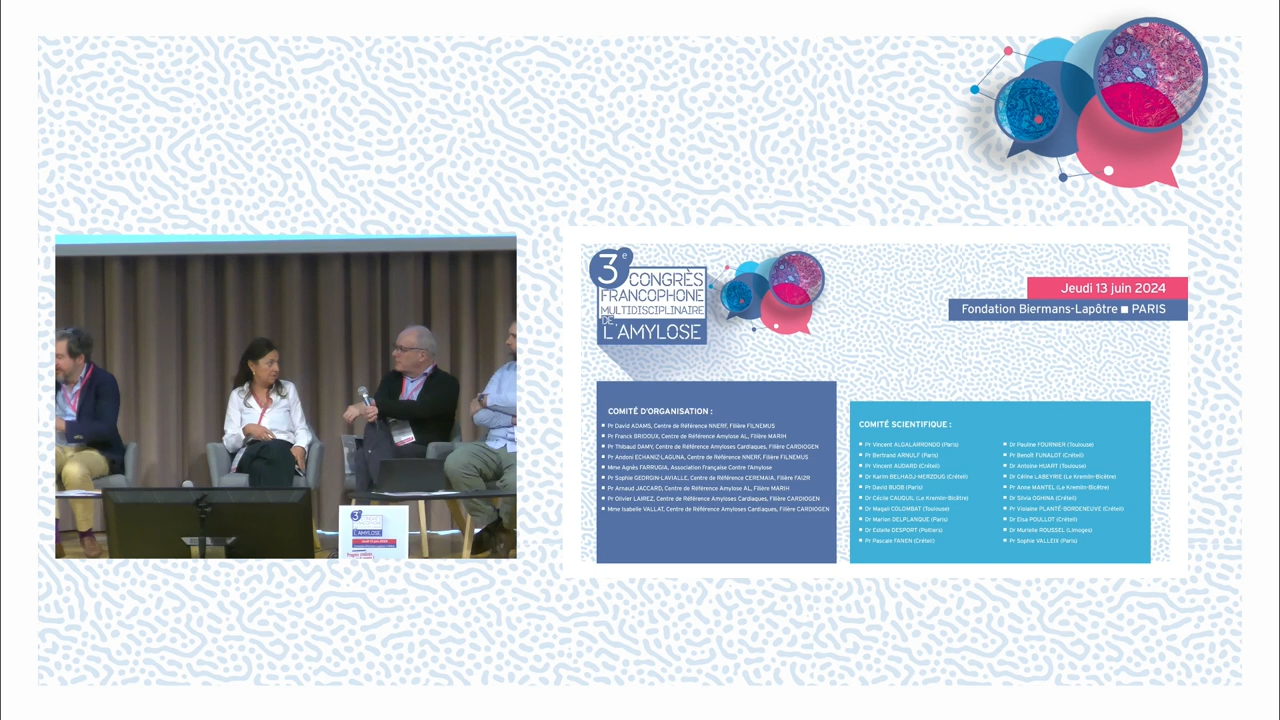 3e
CONGRÈS
FRANCOPHONE
MULTIDISCIPLINAIRE
DE
L'AMYLOSE
Jeudi 13 juin 2024
Fondation Biermans-Lapôtre ■ PARIS
COMITÉ D'ORGANISATION :
Pr David ADAMS, Centre de Référence NNERF, Filière FILNEMUS
Pr Franck BRIDOUX, Centre de Référence Amylose AL, Filière MARIH
Pr Thibaud DAMY, Centre de Référence Amyloses Cardiaques, Filière CARDIOGEN
Pr Andoni ECHANIZ-LAGUNA, Centre de Référence NNERF, Filière FILNEMUS
Mme Agnès FARRUGIA, Association Française Contre l'Amylose
Pr Sophie GEORGIN-LAVIALLE, Centre de Référence CEREMAIA, Filière FAI2R
Pr Arnaud JACCARD, Centre de Référence Amylose AL, Filière MARIH
Pr Olivier LAIREZ, Centre de Référence Amyloses Cardiaques, Filière CARDIOGEN
Mme Isabelle VALLAT, Centre de Référence Amyloses Cardiaques, Filière CARDIOGEN
COMITÉ SCIENTIFIQUE :
Pr Vincent ALGALARRONDO (Paris)
Pr Bertrand ARNULF (Paris)
Pr Vincent AUDARD (Créteil)
Dr Karim BELHADJ-MERZOUG (Créteil)
Pr David BUOB (Paris)
Dr Cécile CAUQUIL (Le Kremlin-Bicêtre)
Dr Magali COLOMBAT (Toulouse)
Dr Marion DELPLANQUE (Paris)
Dr Estelle DESPORT (Poitiers)
Pr Pascale FANEN (Créteil)
Dr Pauline FOURNIER (Toulouse)
Pr Benoît FUNALOT (Créteil)
Dr Antoine HUART (Toulouse)
Dr Céline LABEYRIE (Le Kremlin-Bicêtre)
Pr Anne MANTEL (Le Kremlin-Bicêtre)
Dr Silvia OGHINA (Créteil)
Pr Violaine PLANTÉ-BORDENEUVE (Créteil)
Dr Elsa POULLOT (Créteil)
Dr Murielle ROUSSEL (Limoges)
Pr Sophie VALLEIX (Paris)
3e
L'AMYLOSE